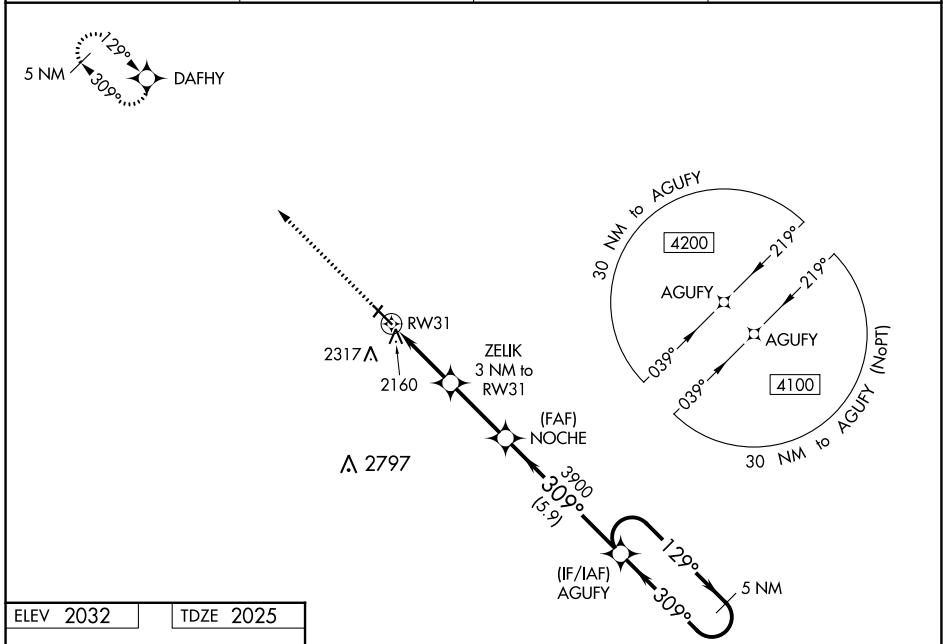 129°
309°
5 NM
DAFHY
30 NM to AGUFY
4200
219°
AGUFY
039°
219°
AGUFY
039°
4100
30 NM to AGUFY (NoPT)
RW31
2317
2160
ZELIK
3 NM to
RW31
(FAF)
NOCHE
2797
3900
309°
(5.9)
(IF/IAF)
AGUFY
129°
309°
5 NM
ELEV 2032
TDZE 2025